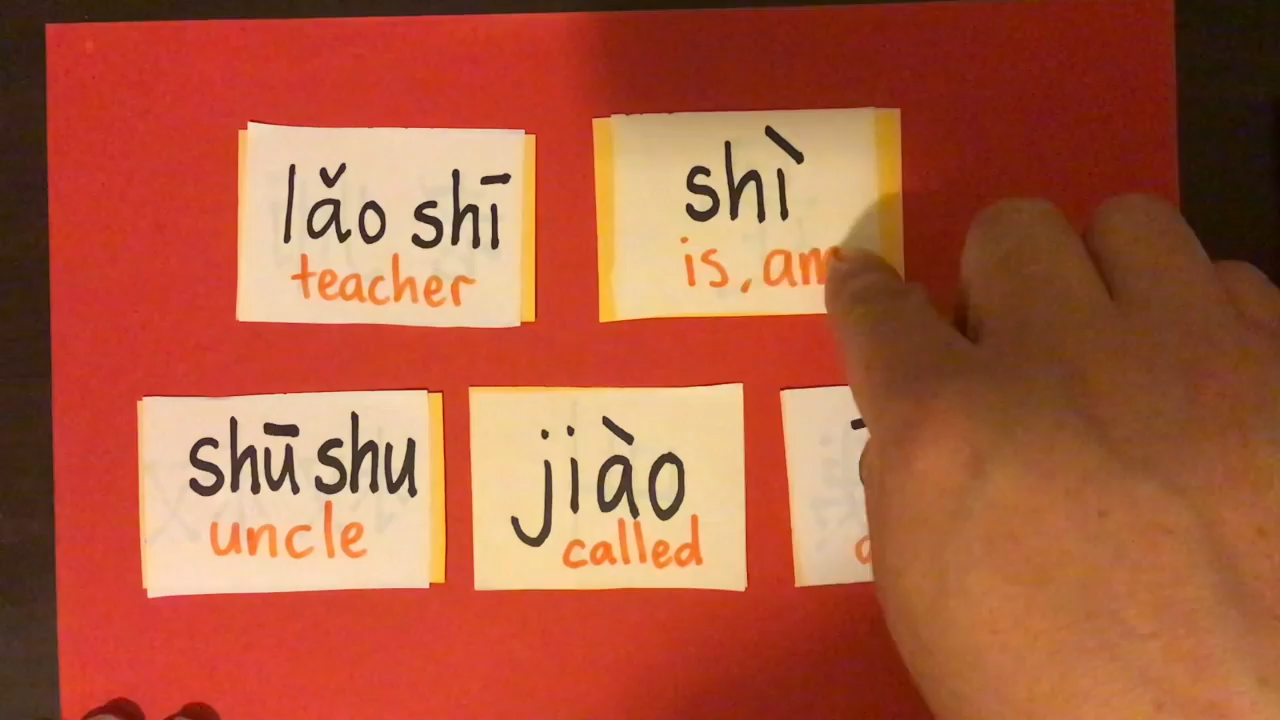 lǎo shī
teacher
shì
is, am
shū shu
uncle
jiào
called